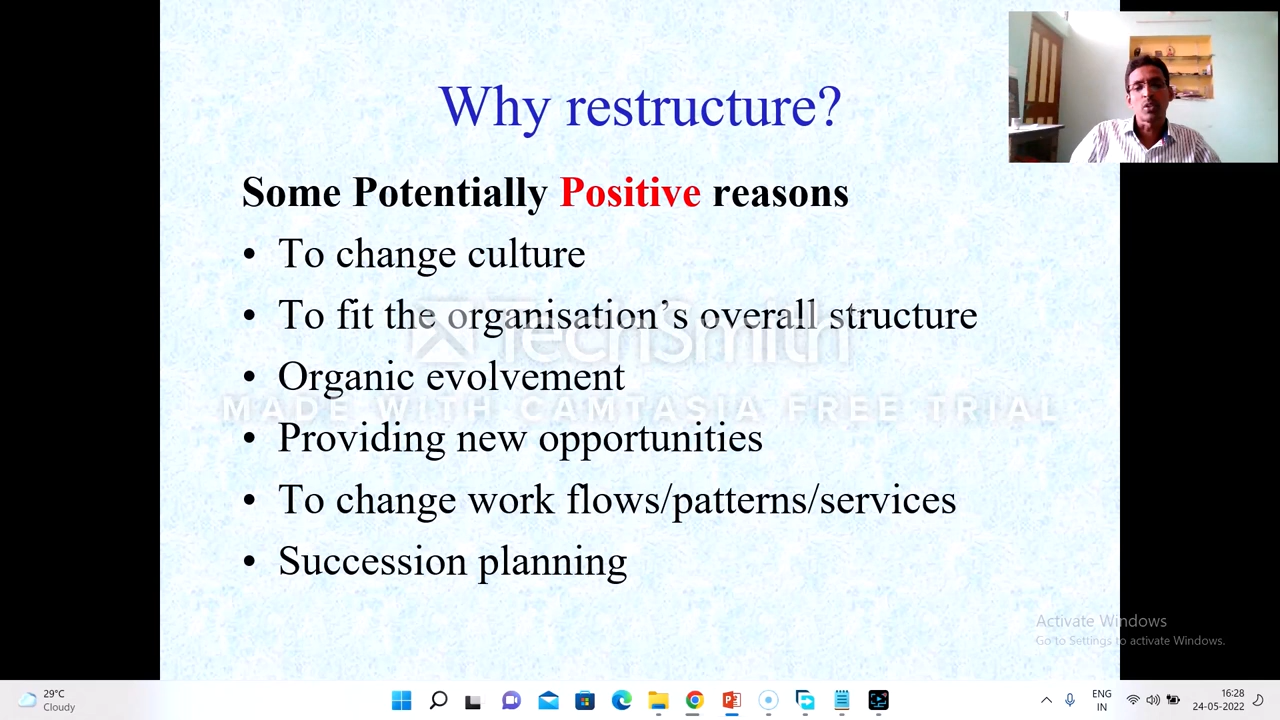 Why restructure?
Some Potentially Positive reasons
• To change culture
• To fit the organisation’s overall structure
• Organic evolvement
• Providing new opportunities
• To change work flows/patterns/services
• Succession planning
TechSmith
MADE WITH CAMTASIA FREE TRIAL
Activate Windows
Go to Settings to activate Windows.
29°C
Cloudy
ENG
IN
16:28
24-05-2022